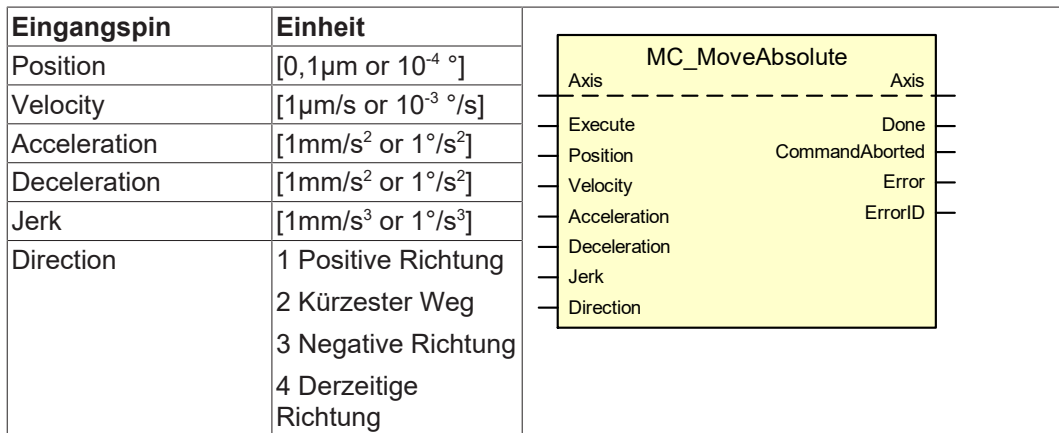 Eingangspin Einheit
Position [0,1µm or 10⁻⁴ °]
Velocity [1µm/s or 10⁻³ °/s]
Acceleration [1mm/s² or 1°/s²]
Deceleration [1mm/s² or 1°/s²]
Jerk [1mm/s³ or 1°/s³]
Direction 1 Positive Richtung
2 Kürzester Weg
3 Negative Richtung
4 Derzeitige
Richtung
MC_MoveAbsolute
Axis Axis
Execute Done
Position CommandAborted
Velocity Error
Acceleration ErrorID
Deceleration
Jerk
Direction